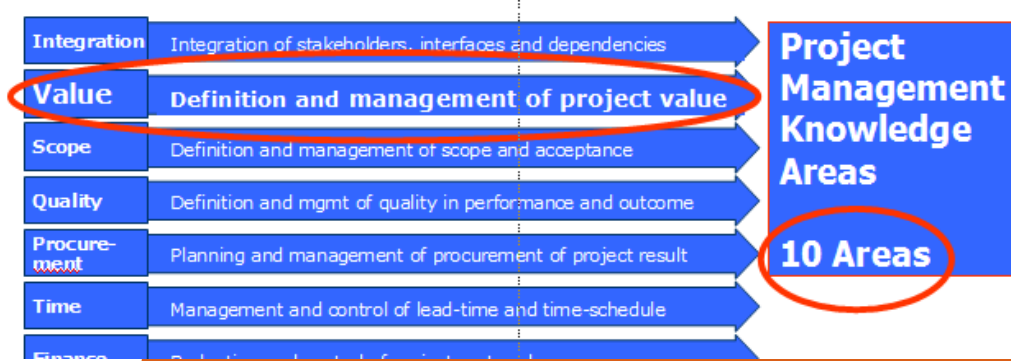 Integration
Integration of stakeholders, interfaces and dependencies
Value
Definition and management of project value
Scope
Definition and management of scope and acceptance
Quality
Definition and mgmt of quality in performance and outcome
Procure-
ment
Planning and management of procurement of project result
Time
Management and control of lead-time and time-schedule
Finance
Project
Management
Knowledge
Areas
10 Areas